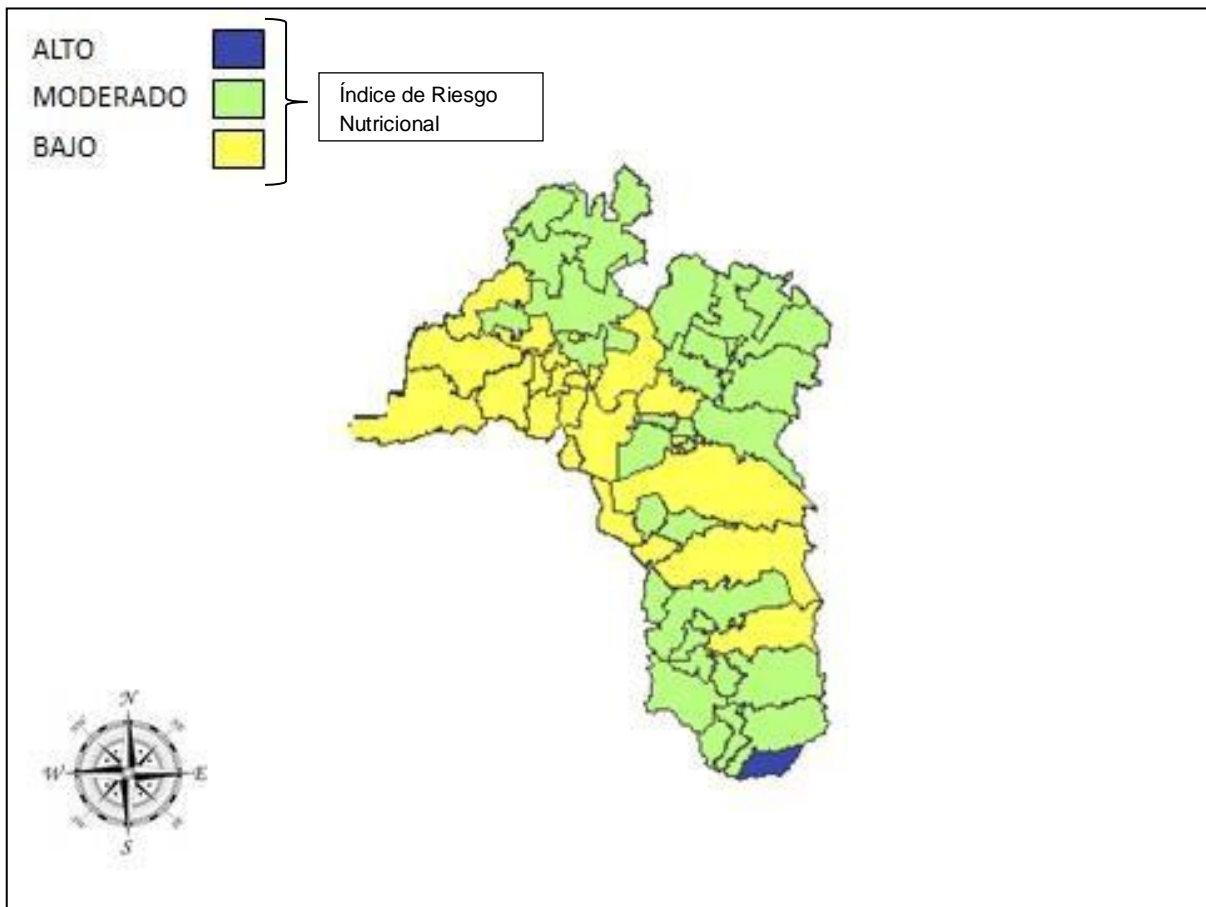 ALTO
MODERADO
BAJO
Índice de Riesgo
Nutricional
N
W
E
S